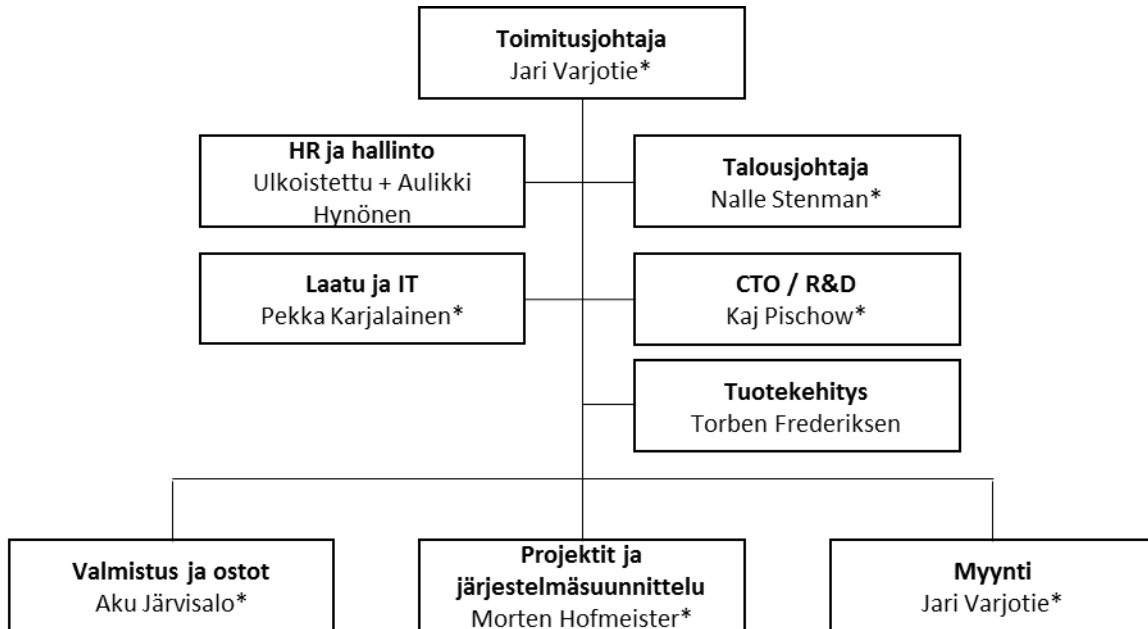 Toimitusjohtaja
Jari Varjotie*
HR ja hallinto
Ulkoistettu + Aulikki
Hynönen
Talousjohtaja
Nalle Stenman*
Laatu ja IT
Pekka Karjalainen*
CTO / R&D
Kaj Pischow*
Tuotekehitys
Torben Frederiksen
Valmistus ja ostot
Aku Järvisalo*
Projektit ja
järjestelmäsuunnittelu
Morten Hofmeister*
Myynti
Jari Varjotie*